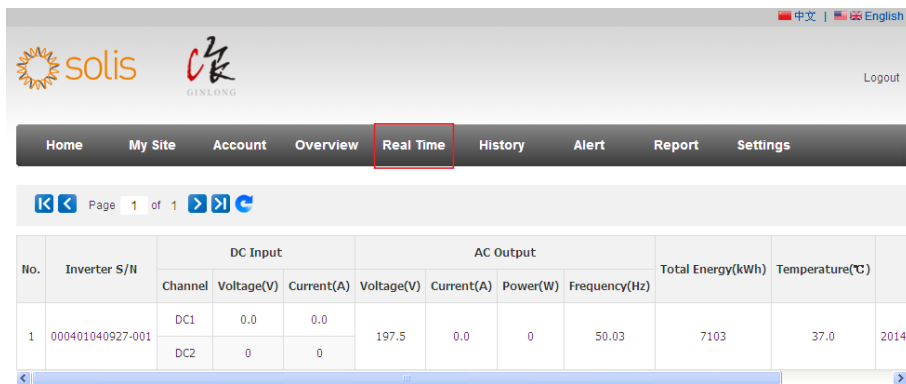 中文 | English
solis
GINLONG
Logout
Home My Site Account Overview Real Time History Alert Report Settings
Page 1 of 1
No. Inverter S/N DC Input AC Output Total Energy(kWh) Temperature(℃)
Channel Voltage(V) Current(A) Voltage(V) Current(A) Power(W) Frequency(Hz)
1 000401040927-001 DC1 0.0 0.0 197.5 0.0 0 50.03 7103 37.0 2014
DC2 0 0